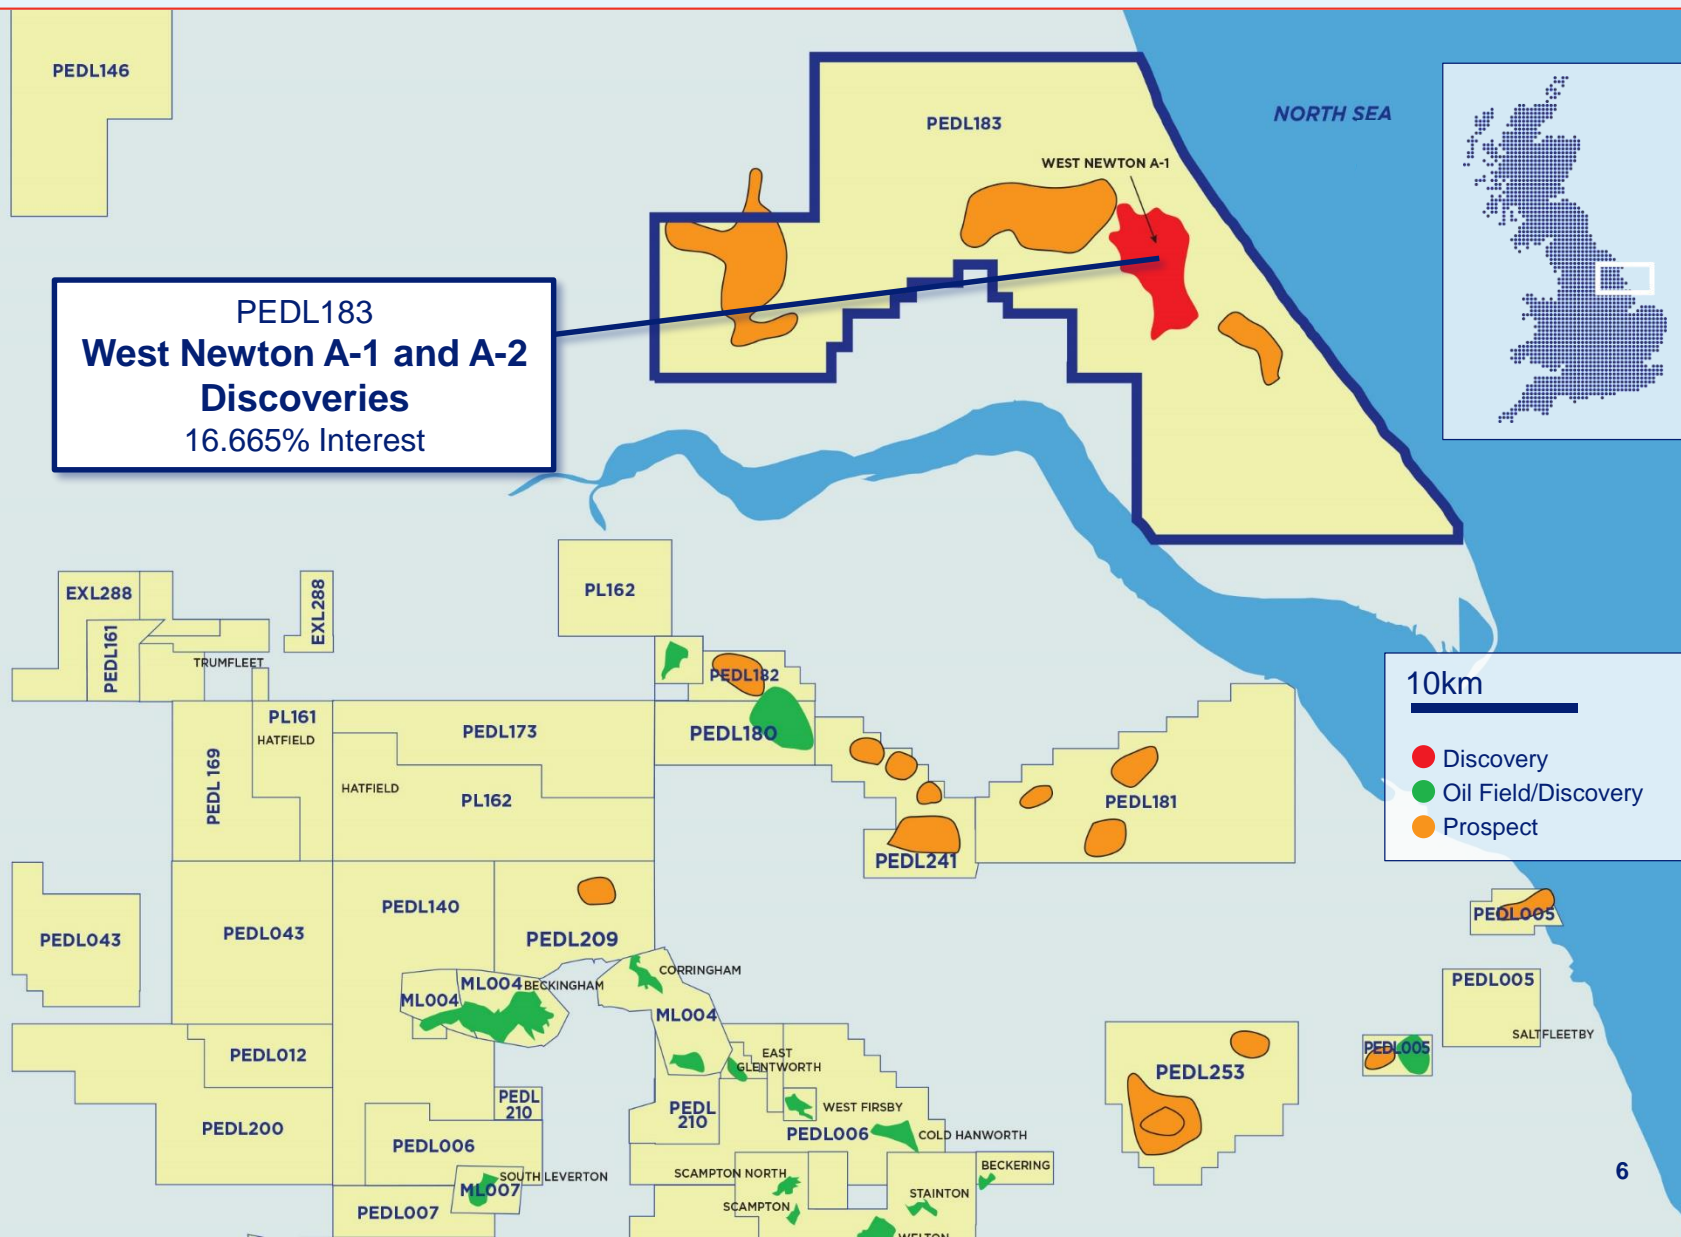 PEDL146
NORTH SEA
PEDL183
WEST NEWTON A-1
PEDL183
West Newton A-1 and A-2
Discoveries
16.665% Interest
EXL288
EXL288
PEDL161
TRUMFLEET
PL162
PEDL182
PEDL180
PL161
HATFIELD
PEDL 169
PEDL173
HATFIELD
PL162
10km
Discovery
Oil Field/Discovery
Prospect
PEDL181
PEDL241
PEDL043
PEDL043
PEDL140
PEDL209
PEDL005
CORRINGHAM
ML004
ML004
BECKINGHAM
ML004
PEDL005
SALTFLEETBY
PEDL005
PEDL012
EAST
GLENTWORTH
PEDL253
PEDL
210
PEDL
210
WEST FIRSBY
PEDL200
PEDL006
PEDL006
COLD HANWORTH
SOUTH LEVERTON
ML007
SCAMPTON NORTH
BECKERING
STAINTON
SCAMPTON
PEDL007
WELTON
6